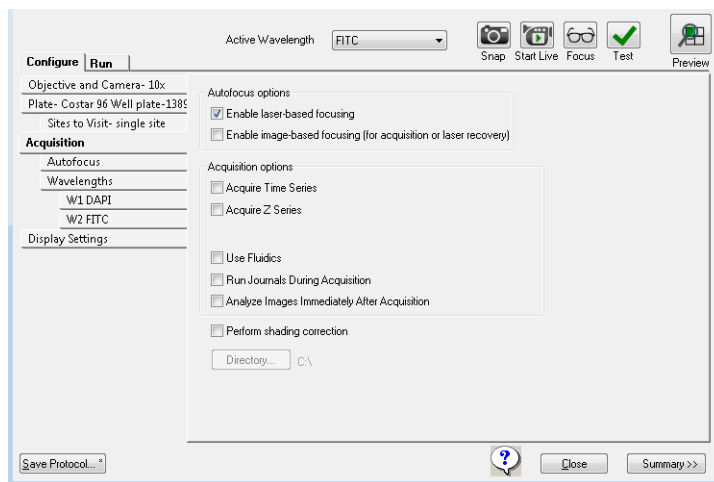 Active Wavelength FITC
Snap Start Live Focus Test Preview
Configure Run
Objective and Camera- 10x
Plate- Costar 96 Well plate-1389
Sites to Visit- single site
Acquisition
Autofocus
Wavelengths
W1 DAPI
W2 FITC
Display Settings
Autofocus options
Enable laser-based focusing
Enable image-based focusing (for acquisition or laser recovery)
Acquisition options
Acquire Time Series
Acquire Z Series
Use Fluidics
Run Journals During Acquisition
Analyze Images Immediately After Acquisition
Perform shading correction
Directory... C:\
Save Protocol... * ? Close Summary >>